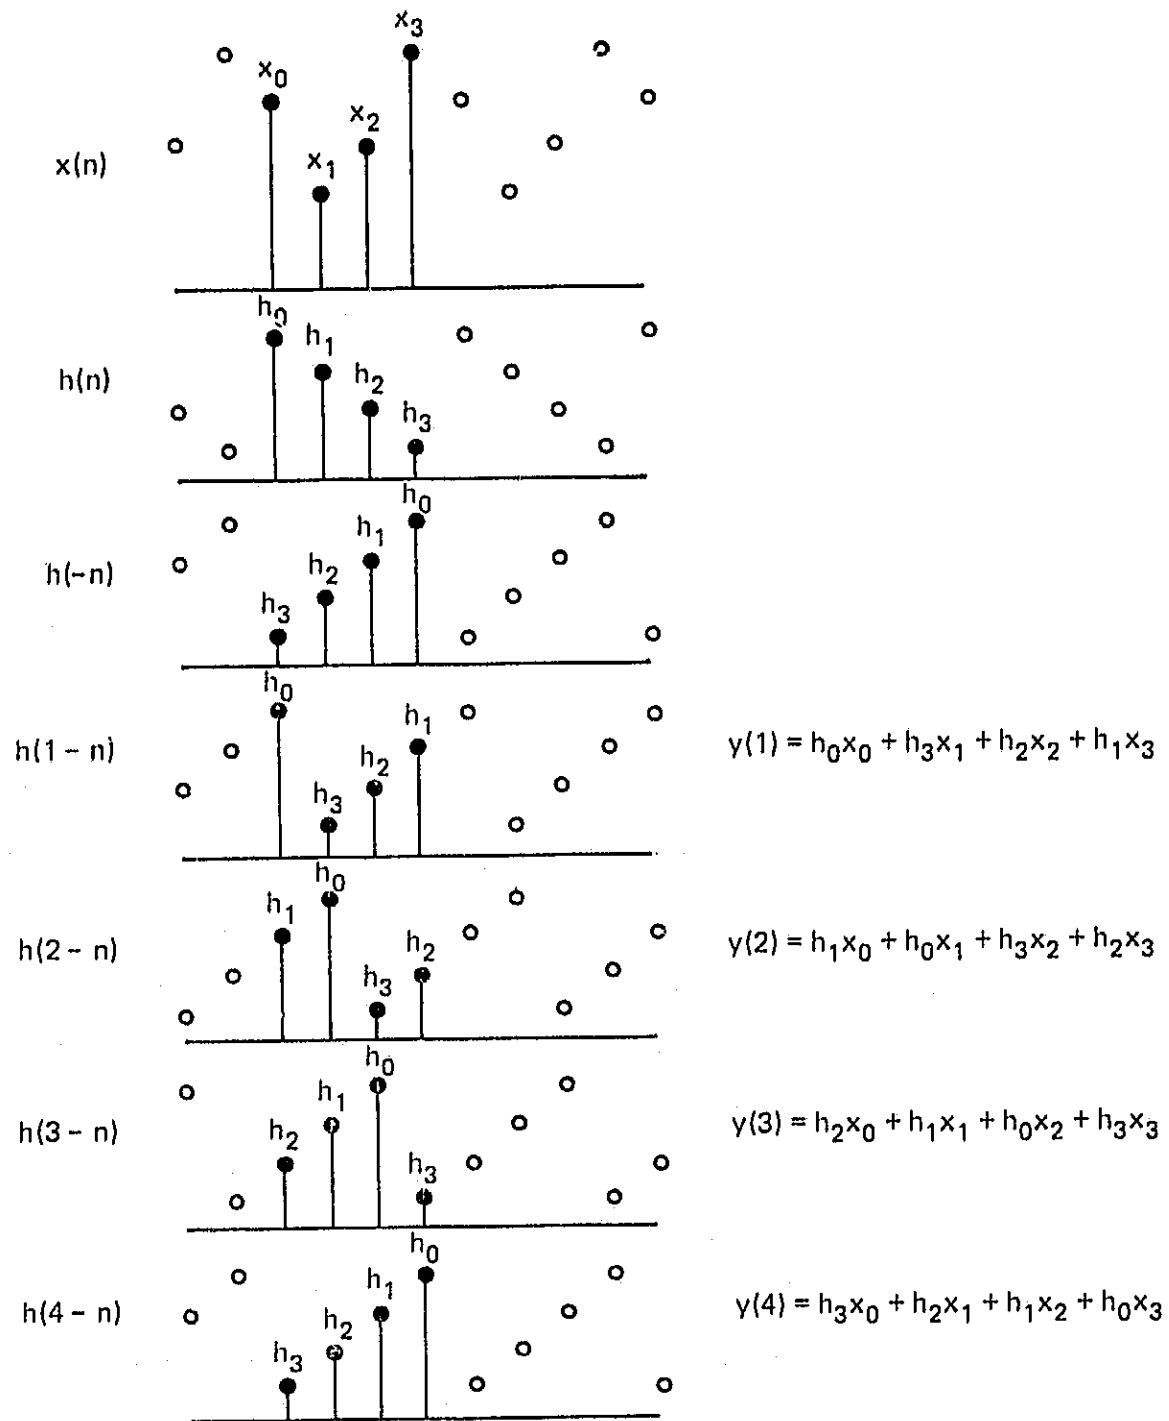 x₃
x₀
x₂
x₁
x(n)
h₀
h₁
h₂
h₃
h(n)
h₀
h₁
h₂
h₃
h(-n)
h₀
h₁
h₂
h₃
h(1 - n)
y(1) = h₀x₀ + h₃x₁ + h₂x₂ + h₁x₃
h₀
h₁
h₂
h₃
h(2 - n)
y(2) = h₁x₀ + h₀x₁ + h₃x₂ + h₂x₃
h₀
h₁
h₂
h₃
h(3 - n)
y(3) = h₂x₀ + h₁x₁ + h₀x₂ + h₃x₃
h₀
h₁
h₂
h₃
h(4 - n)
y(4) = h₃x₀ + h₂x₁ + h₁x₂ + h₀x₃